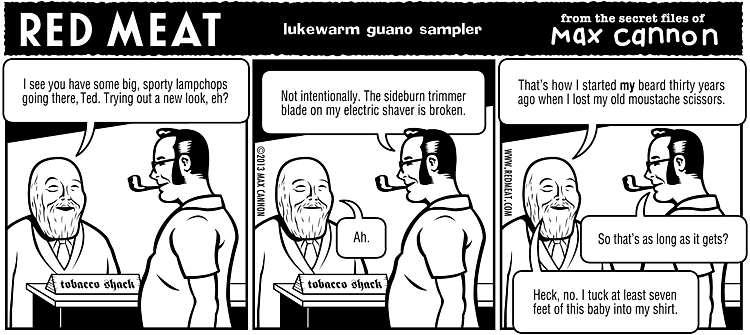 RED MEAT
lukewarm guano sampler
from the secret files of
Max Cannon
I see you have some big, sporty lampchops
going there, Ted. Trying out a new look, eh?
tobacco shack
Not intentionally. The sideburn trimmer
blade on my electric shaver is broken.
©2013 MAX CANNON
Ah.
tobacco shack
That's how I started my beard thirty years
ago when I lost my old moustache scissors.
WWW.REDMEAT.COM
So that's as long as it gets?
Heck, no. I tuck at least seven
feet of this baby into my shirt.